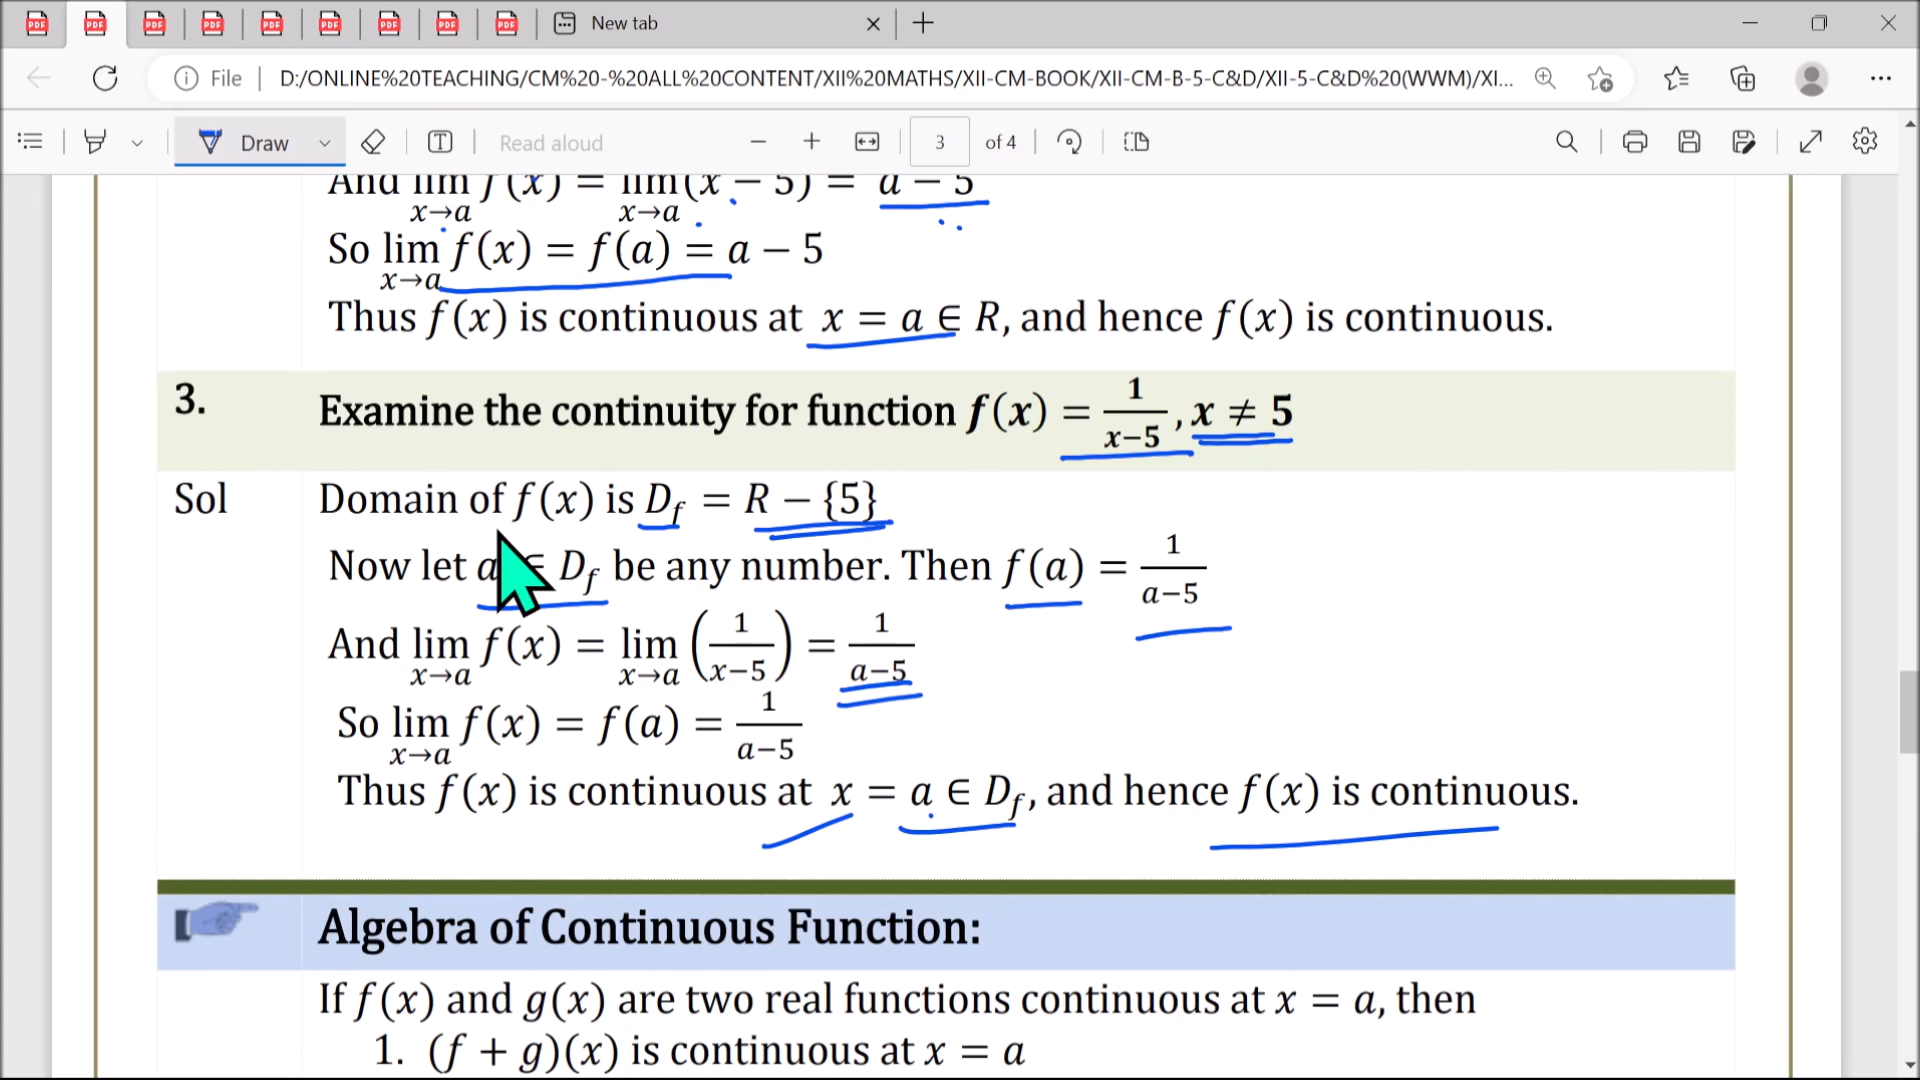 New tab
File D:/ONLINE%20TEACHING/CM%20-%20ALL%20CONTENT/XII%20MATHS/XII-CM-BOOK/XII-CM-B-5-C&D/XII-5-C&D%20(WWM)/XI...
Draw Read aloud 3 of 4
And lim x→a f(x) = lim x→a (x − 5) = a − 5
So lim x→a f(x) = f(a) = a − 5
Thus f(x) is continuous at x = a ∈ R, and hence f(x) is continuous.
3. Examine the continuity for function f(x) = 1/(x−5), x ≠ 5
Sol Domain of f(x) is D_f = R − {5}
Now let a ∈ D_f be any number. Then f(a) = 1/(a−5)
And lim x→a f(x) = lim x→a (1/(x−5)) = 1/(a−5)
So lim x→a f(x) = f(a) = 1/(a−5)
Thus f(x) is continuous at x = a ∈ D_f, and hence f(x) is continuous.
Algebra of Continuous Function:
If f(x) and g(x) are two real functions continuous at x = a, then
1. (f + g)(x) is continuous at x = a